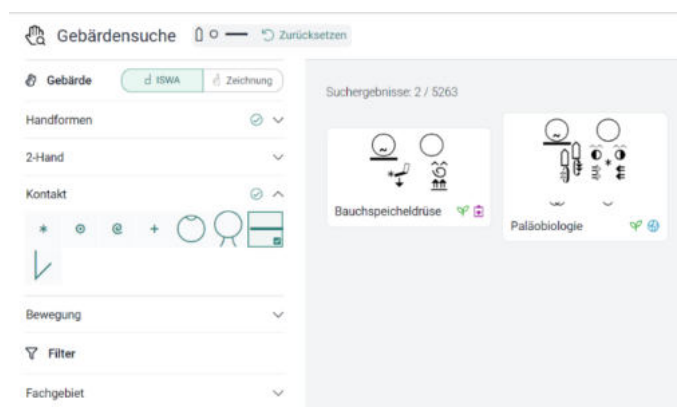 Gebärdensuche
Zurücksetzen
Gebärde
ISWA
Zeichnung
Handformen
2-Hand
Kontakt
Bewegung
Filter
Fachgebiet
Suchergebnisse: 2 / 5263
Bauchspeicheldrüse
Paläobiologie